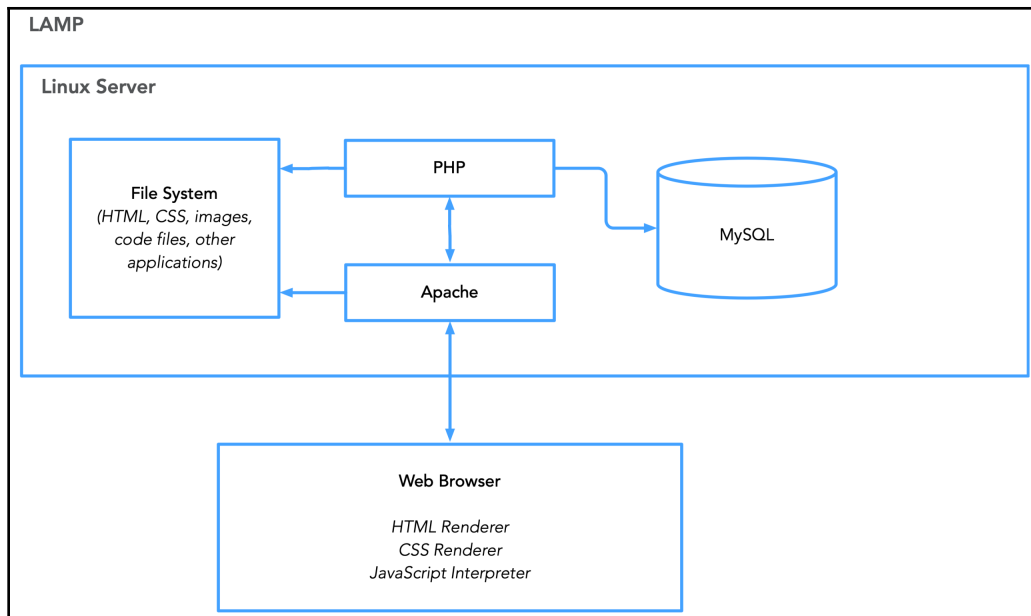 LAMP
Linux Server
PHP
File System
(HTML, CSS, images,
code files, other
applications)
MySQL
Apache
Web Browser
HTML Renderer
CSS Renderer
JavaScript Interpreter